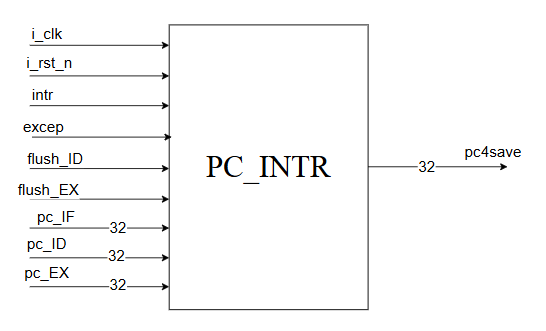 i_clk
i_rst_n
intr
excep
flush_ID
flush_EX
pc_IF
32
pc_ID
32
pc_EX
32
PC_INTR
32
pc4save